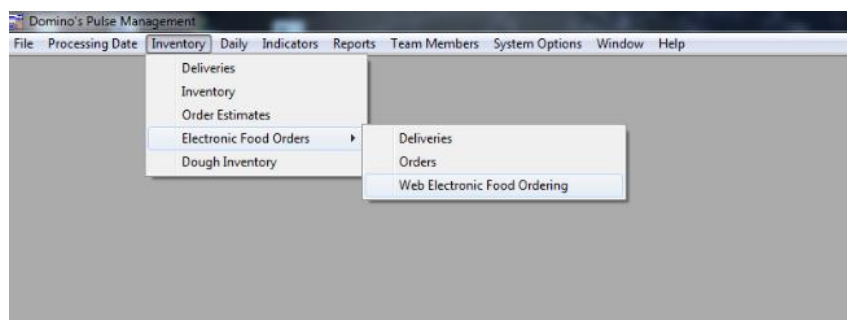 Domino's Pulse Management
File Processing Date Inventory Daily Indicators Reports Team Members System Options Window Help
Deliveries
Inventory
Order Estimates
Electronic Food Orders
Dough Inventory
Deliveries
Orders
Web Electronic Food Ordering